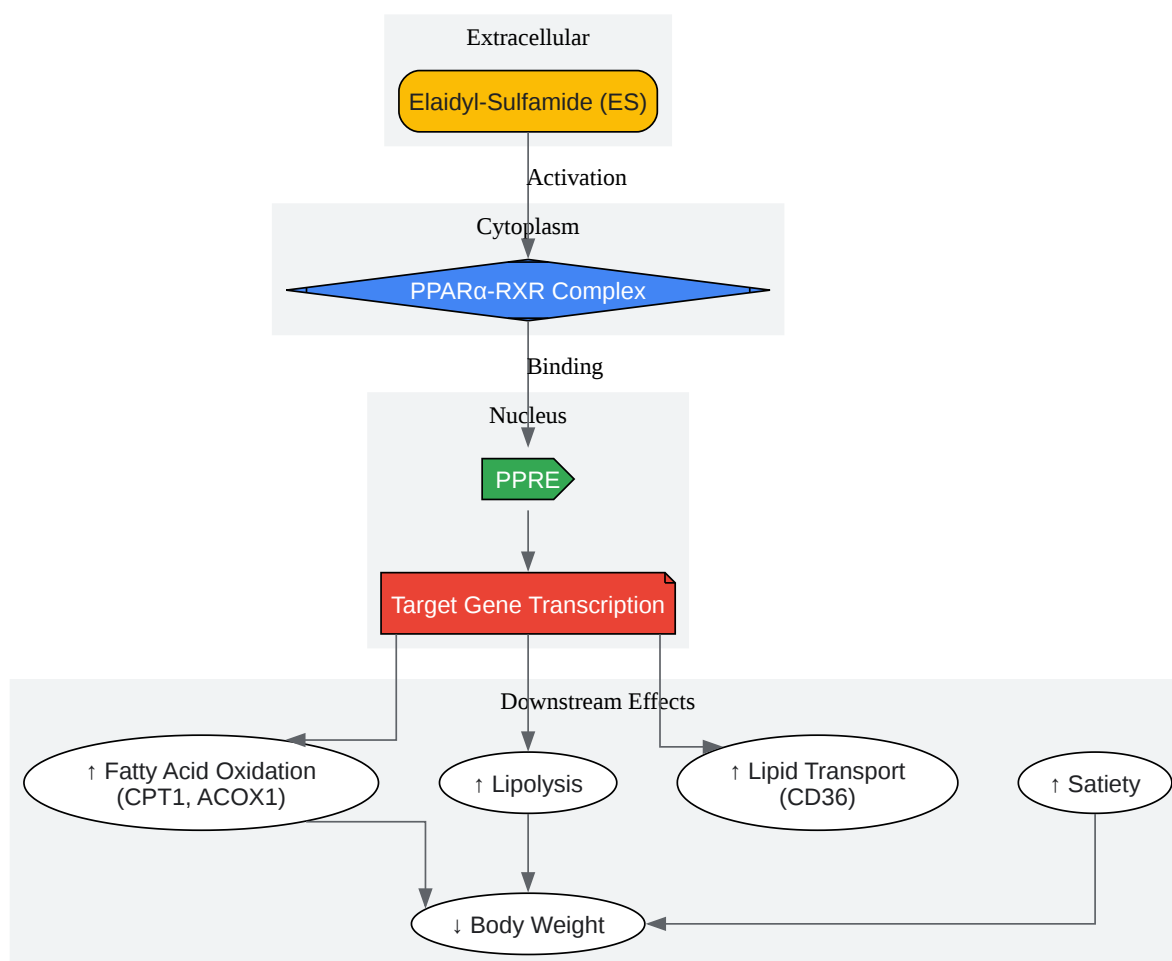 Extracellular
Elaidyl-Sulfamide (ES)
Activation
Cytoplasm
PPARα-RXR Complex
Binding
Nucleus
PPRE
Target Gene Transcription
Downstream Effects
↑ Fatty Acid Oxidation
(CPT1, ACOX1)
↑ Lipolysis
↑ Lipid Transport
(CD36)
↑ Satiety
↓ Body Weight